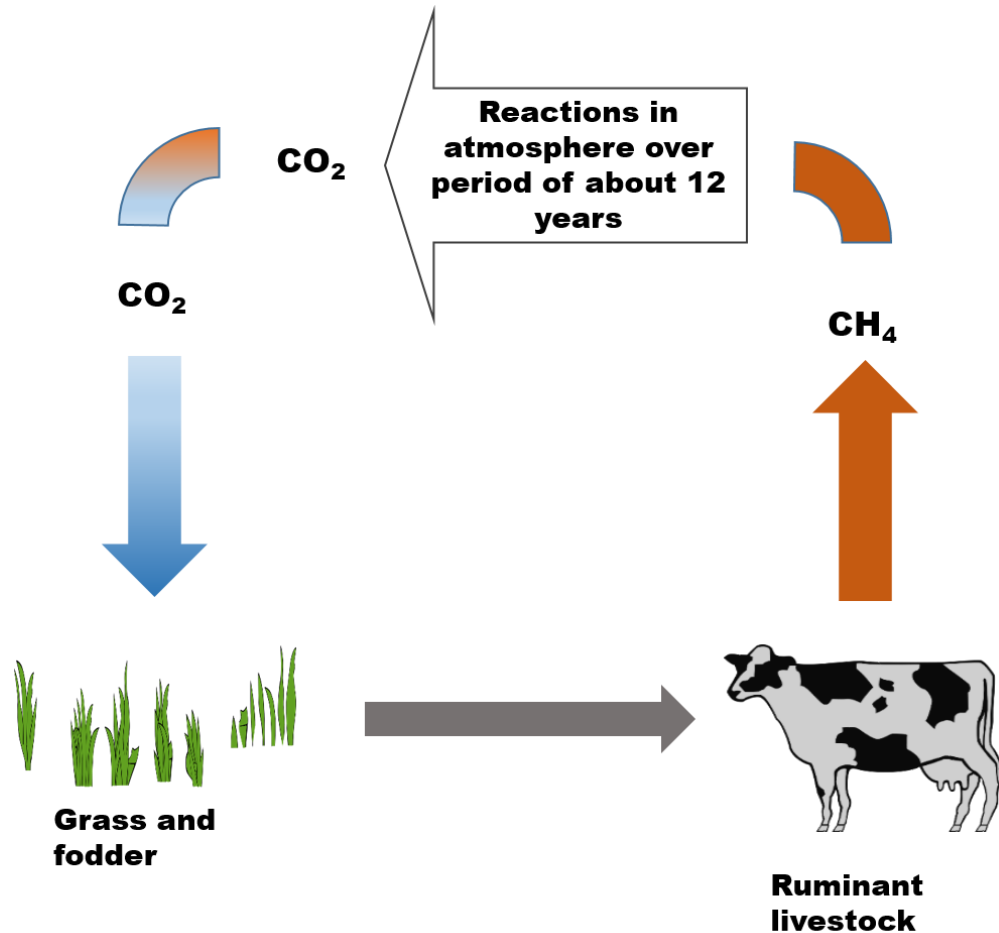 Reactions in
atmosphere over
period of about 12
years
CO₂
CO₂
CH₄
Grass and
fodder
Ruminant
livestock